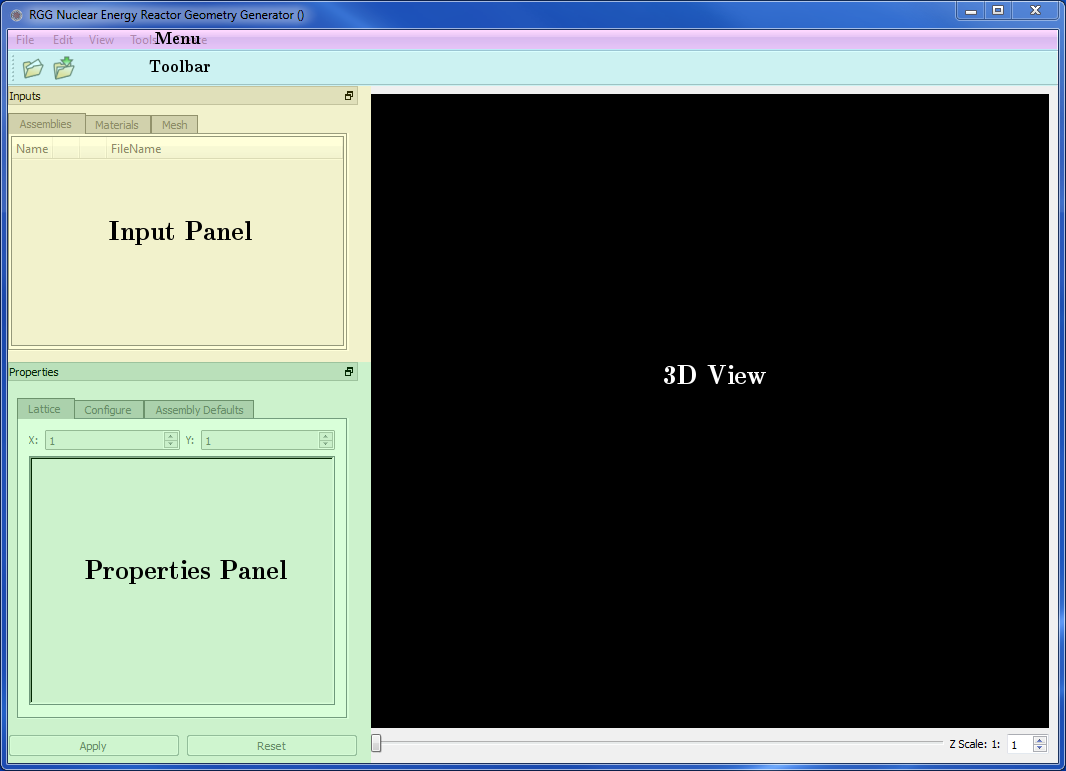 RGG Nuclear Energy Reactor Geometry Generator ()
File Edit View Tools Menu
Toolbar
Inputs
Assemblies Materials Mesh
Name FileName
Input Panel
Properties
Lattice Configure Assembly Defaults
X: 1 Y: 1
Properties Panel
Apply Reset
3D View
Z Scale: 1: 1